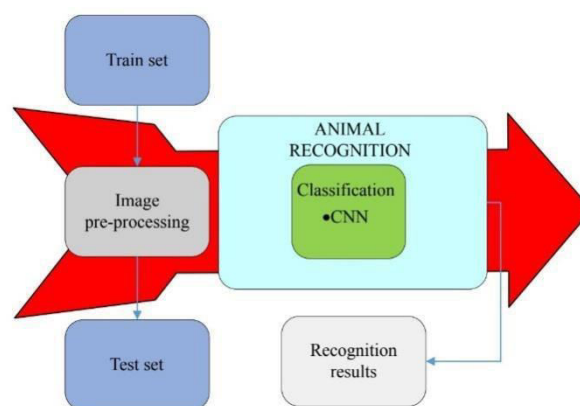 Train set
Image
pre-processing
Test set
ANIMAL
RECOGNITION
Classification
•CNN
Recognition
results